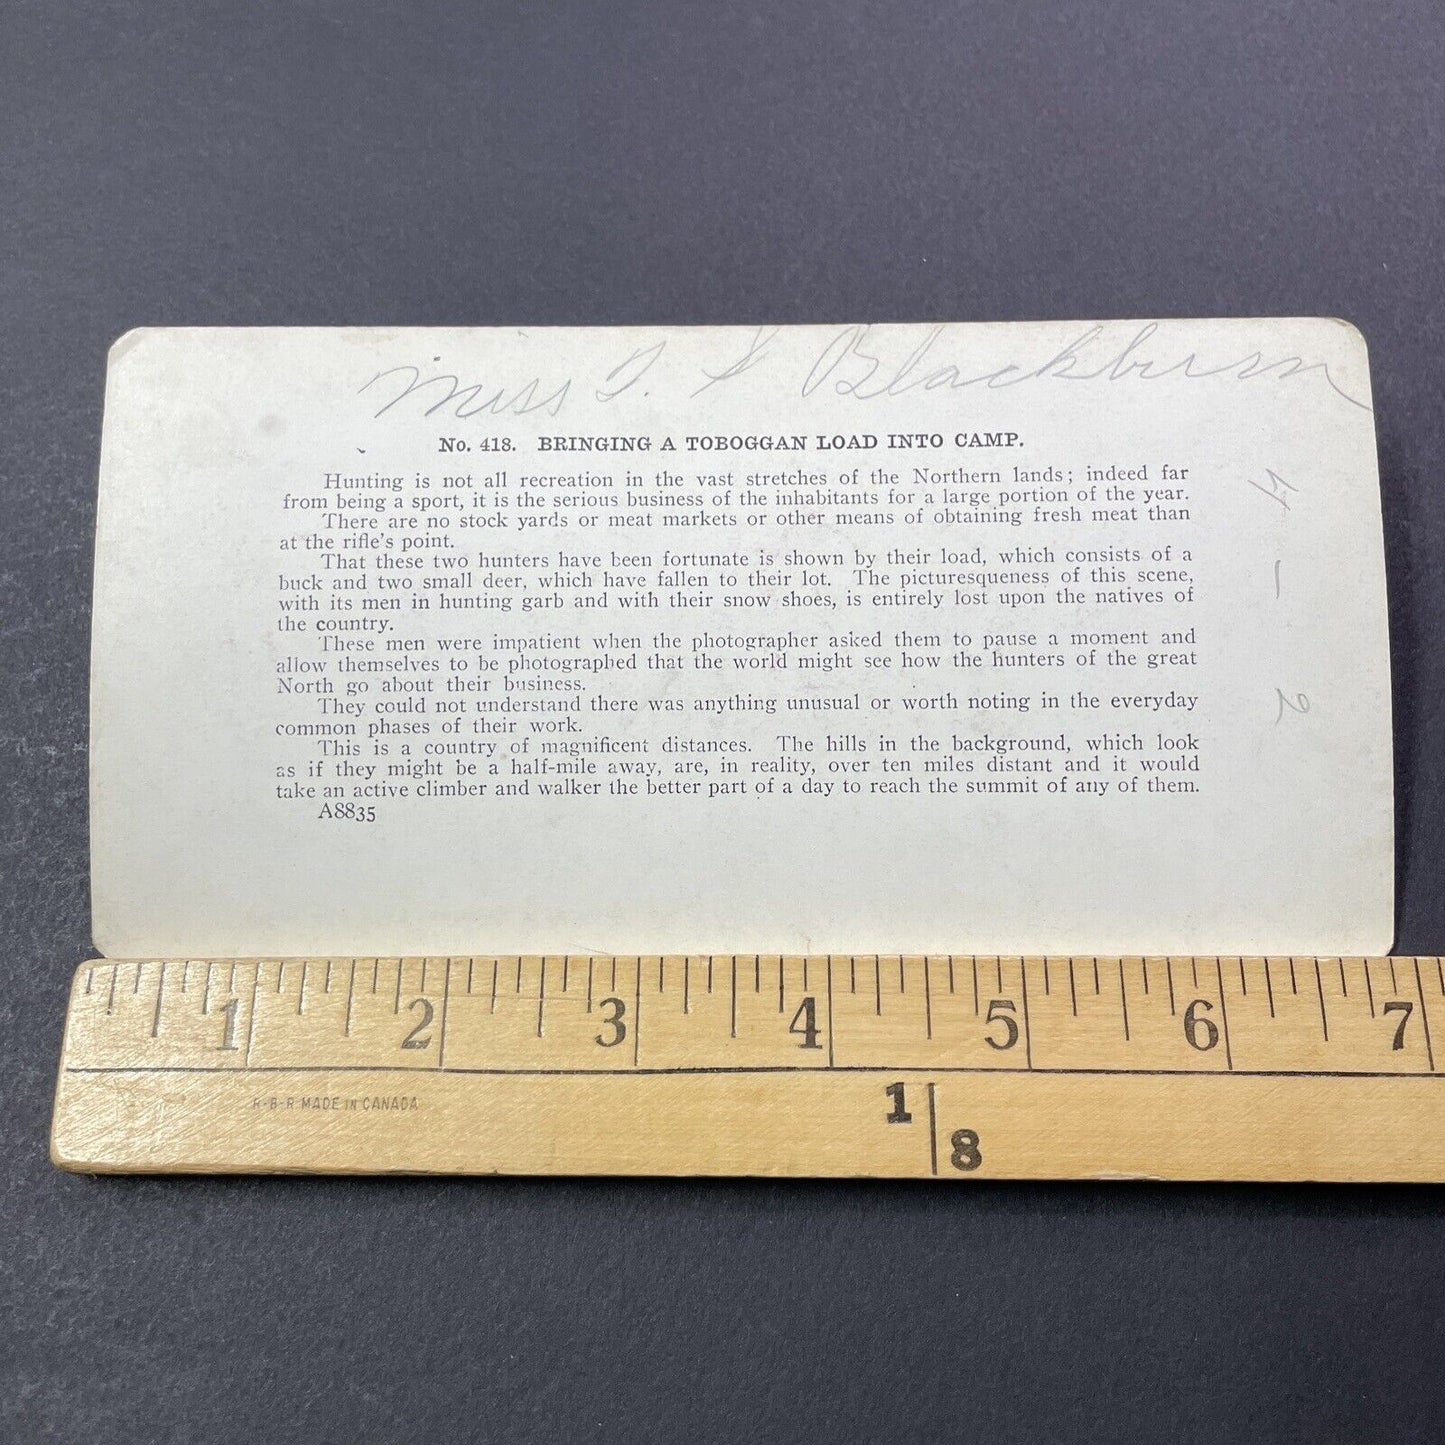 Miss J. F Blackburn
No. 418. BRINGING A TOBOGGAN LOAD INTO CAMP.
Hunting is not all recreation in the vast stretches of the Northern lands; indeed far
from being a sport, it is the serious business of the inhabitants for a large portion of the year.
There are no stock yards or meat markets or other means of obtaining fresh meat than
at the rifle's point.
That these two hunters have been fortunate is shown by their load, which consists of a
buck and two small deer, which have fallen to their lot. The picturesqueness of this scene,
with its men in hunting garb and with their snow shoes, is entirely lost upon the natives of
the country.
These men were impatient when the photographer asked them to pause a moment and
allow themselves to be photographed that the world might see how the hunters of the great
North go about their business.
They could not understand there was anything unusual or worth noting in the everyday
common phases of their work.
This is a country of magnificent distances. The hills in the background, which look
as if they might be a half-mile away, are, in reality, over ten miles distant and it would
take an active climber and walker the better part of a day to reach the summit of any of them.
A8835
1 2 3 4 5 6 7
R-B-R MADE IN CANADA
1
8